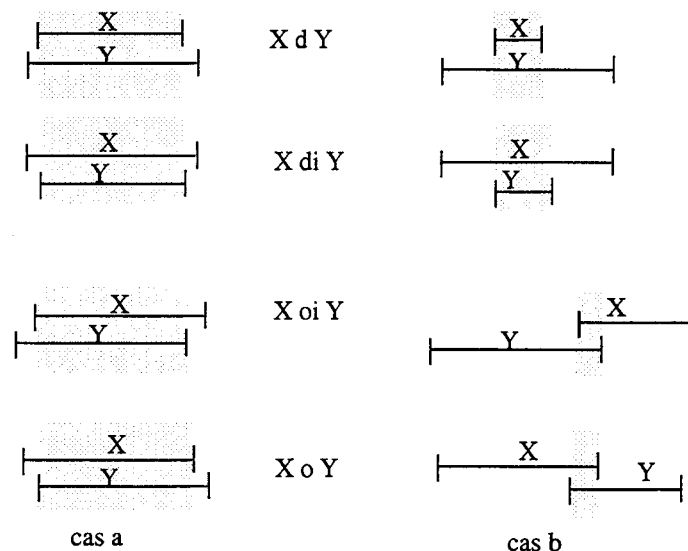 X X d Y X
Y Y
X X di Y X
Y Y
X X oi Y X
Y Y
X X o Y X
Y Y
cas a cas b